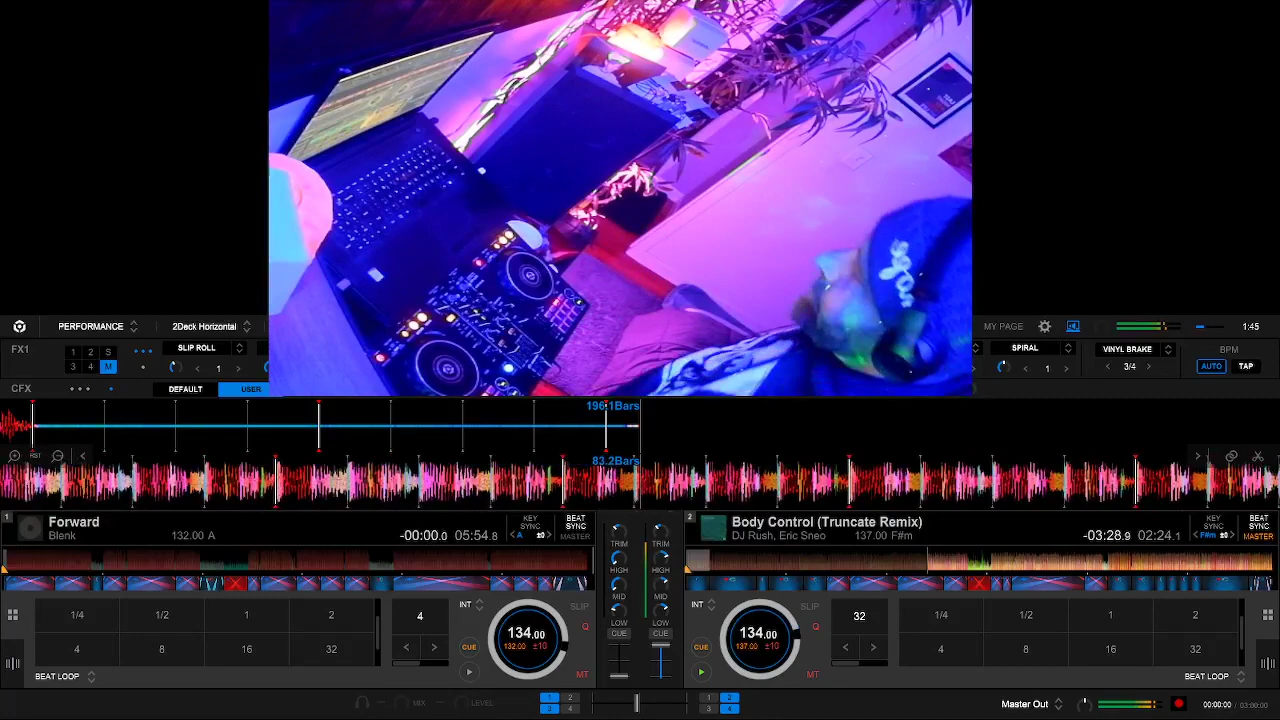 PERFORMANCE
2Deck Horizontal
MY PAGE
1:45
FX1
1 2 S
3 4 M
SLIP ROLL
1
SPIRAL
1
VINYL BRAKE
3/4
BPM
AUTO
TAP
CFX
DEFAULT
USER
196.1Bars
RST
83.2Bars
1
Forward
Blenk
132.00 A
-00:00.0 05:54.8
KEY SYNC
A ±0
BEAT SYNC
MASTER
TRIM
HIGH
MID
LOW
CUE
TRIM
HIGH
MID
LOW
CUE
2
Body Control (Truncate Remix)
DJ Rush, Eric Sneo
137.00 F#m
-03:28.9 02:24.1
KEY SYNC
F#m ±0
BEAT SYNC
MASTER
1/4 1/2 1 2
4 8 16 32
BEAT LOOP
4
INT
SLIP
Q
134.00
132.00 ±10
CUE
MT
INT
SLIP
Q
134.00
137.00 ±10
CUE
MT
32
1/4 1/2 1 2
4 8 16 32
BEAT LOOP
MIX
LEVEL
1 2
3 4
1 2
3 4
Master Out
00:00:00 / 03:00:00